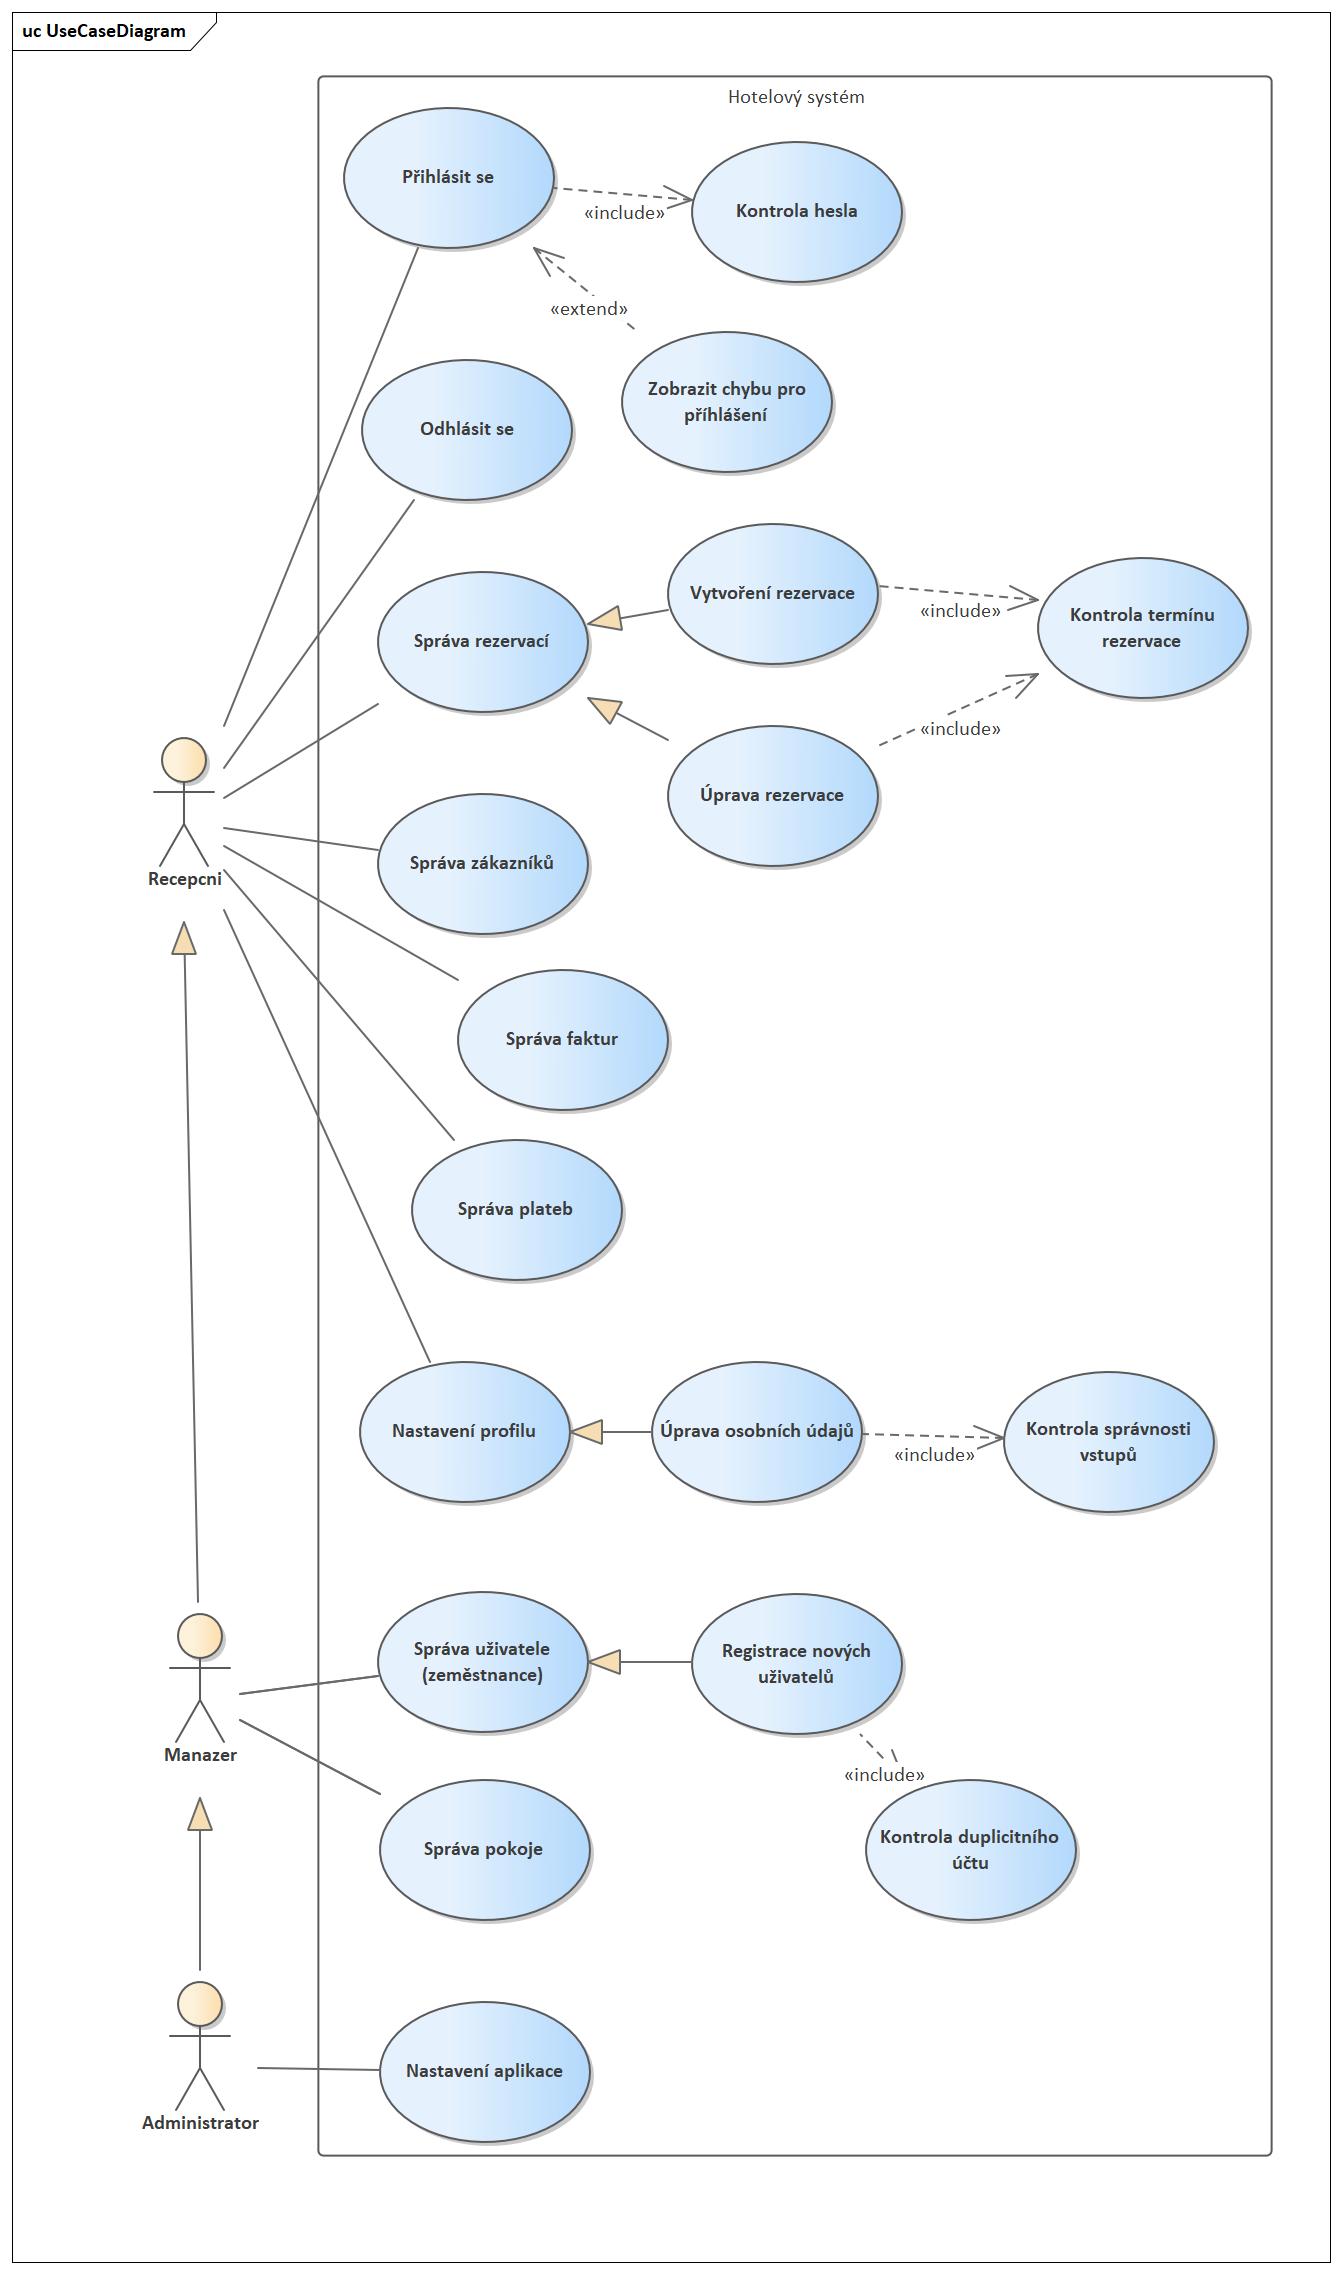 uc UseCaseDiagram
Hotelový systém
Přihlásit se
Kontrola hesla
«include»
«extend»
Zobrazit chybu pro
příhlášení
Odhlásit se
Vytvoření rezervace
«include»
Kontrola termínu
rezervace
Správa rezervací
«include»
Úprava rezervace
Správa zákazníků
Recepcni
Správa faktur
Správa plateb
Nastavení profilu
Úprava osobních údajů
«include»
Kontrola správnosti
vstupů
Správa uživatele
(zeměstnance)
Registrace nových
uživatelů
Manazer
«include»
Správa pokoje
Kontrola duplicitního
účtu
Nastavení aplikace
Administrator